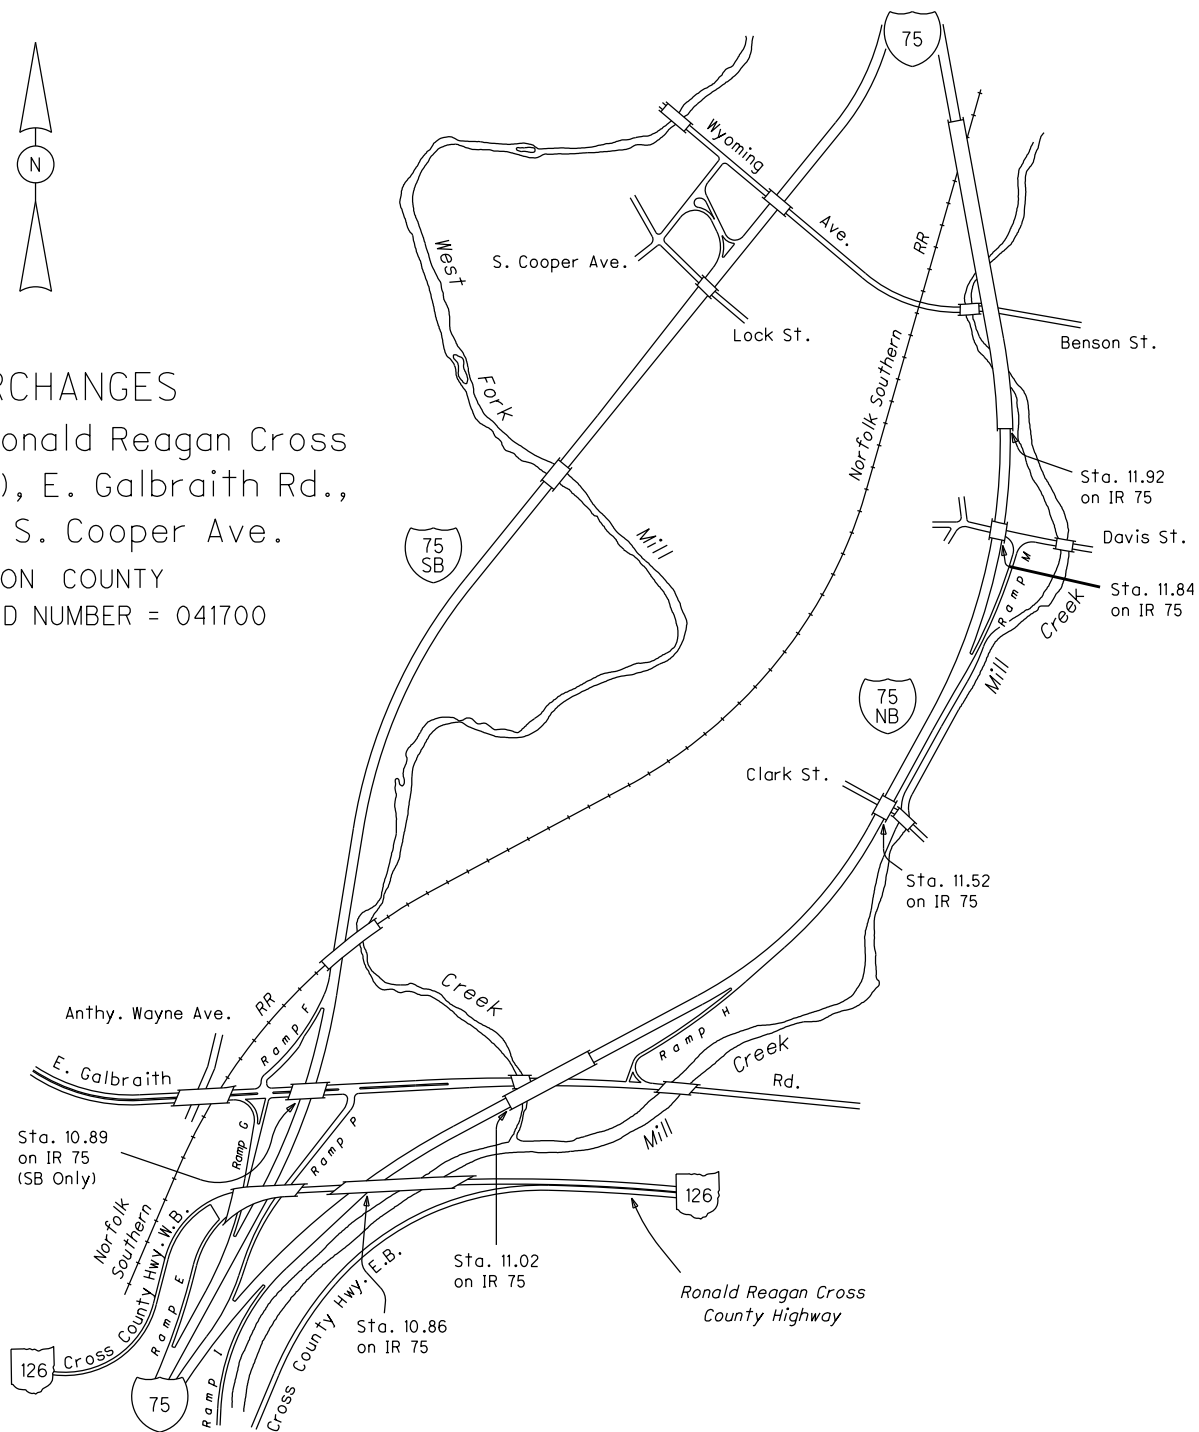 75
N
Wyoming
Ave.
RR
West
S. Cooper Ave.
Lock St.
Benson St.
RCHANGES
onald Reagan Cross
), E. Galbraith Rd.,
S. Cooper Ave.
ON COUNTY
D NUMBER = 041700
Fork
Norfolk Southern
Sta. 11.92
on IR 75
75
SB
Mill
Davis St.
Ramp M
Sta. 11.84
on IR 75
Creek
Mill
75
NB
Clark St.
Sta. 11.52
on IR 75
Creek
Anthy. Wayne Ave.
RR
Ramp F
Ramp H
Creek
E. Galbraith
Rd.
Sta. 10.89
on IR 75
(SB Only)
Ramp G
Ramp P
Mill
126
Norfolk
Southern
Cross County Hwy. W.B.
Ramp E
Cross County Hwy. E.B.
Sta. 11.02
on IR 75
Ronald Reagan Cross
County Highway
Sta. 10.86
on IR 75
126
75
Ramp I